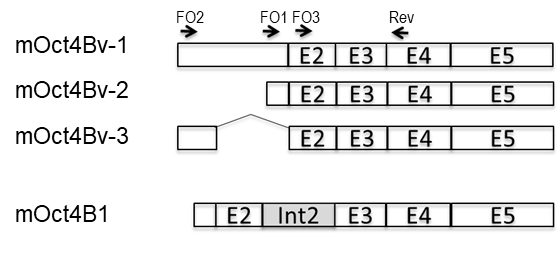 FO2 FO1 FO3 Rev
mOct4Bv-1 E2 E3 E4 E5
mOct4Bv-2 E2 E3 E4 E5
mOct4Bv-3 E2 E3 E4 E5
mOct4B1 E2 Int2 E3 E4 E5